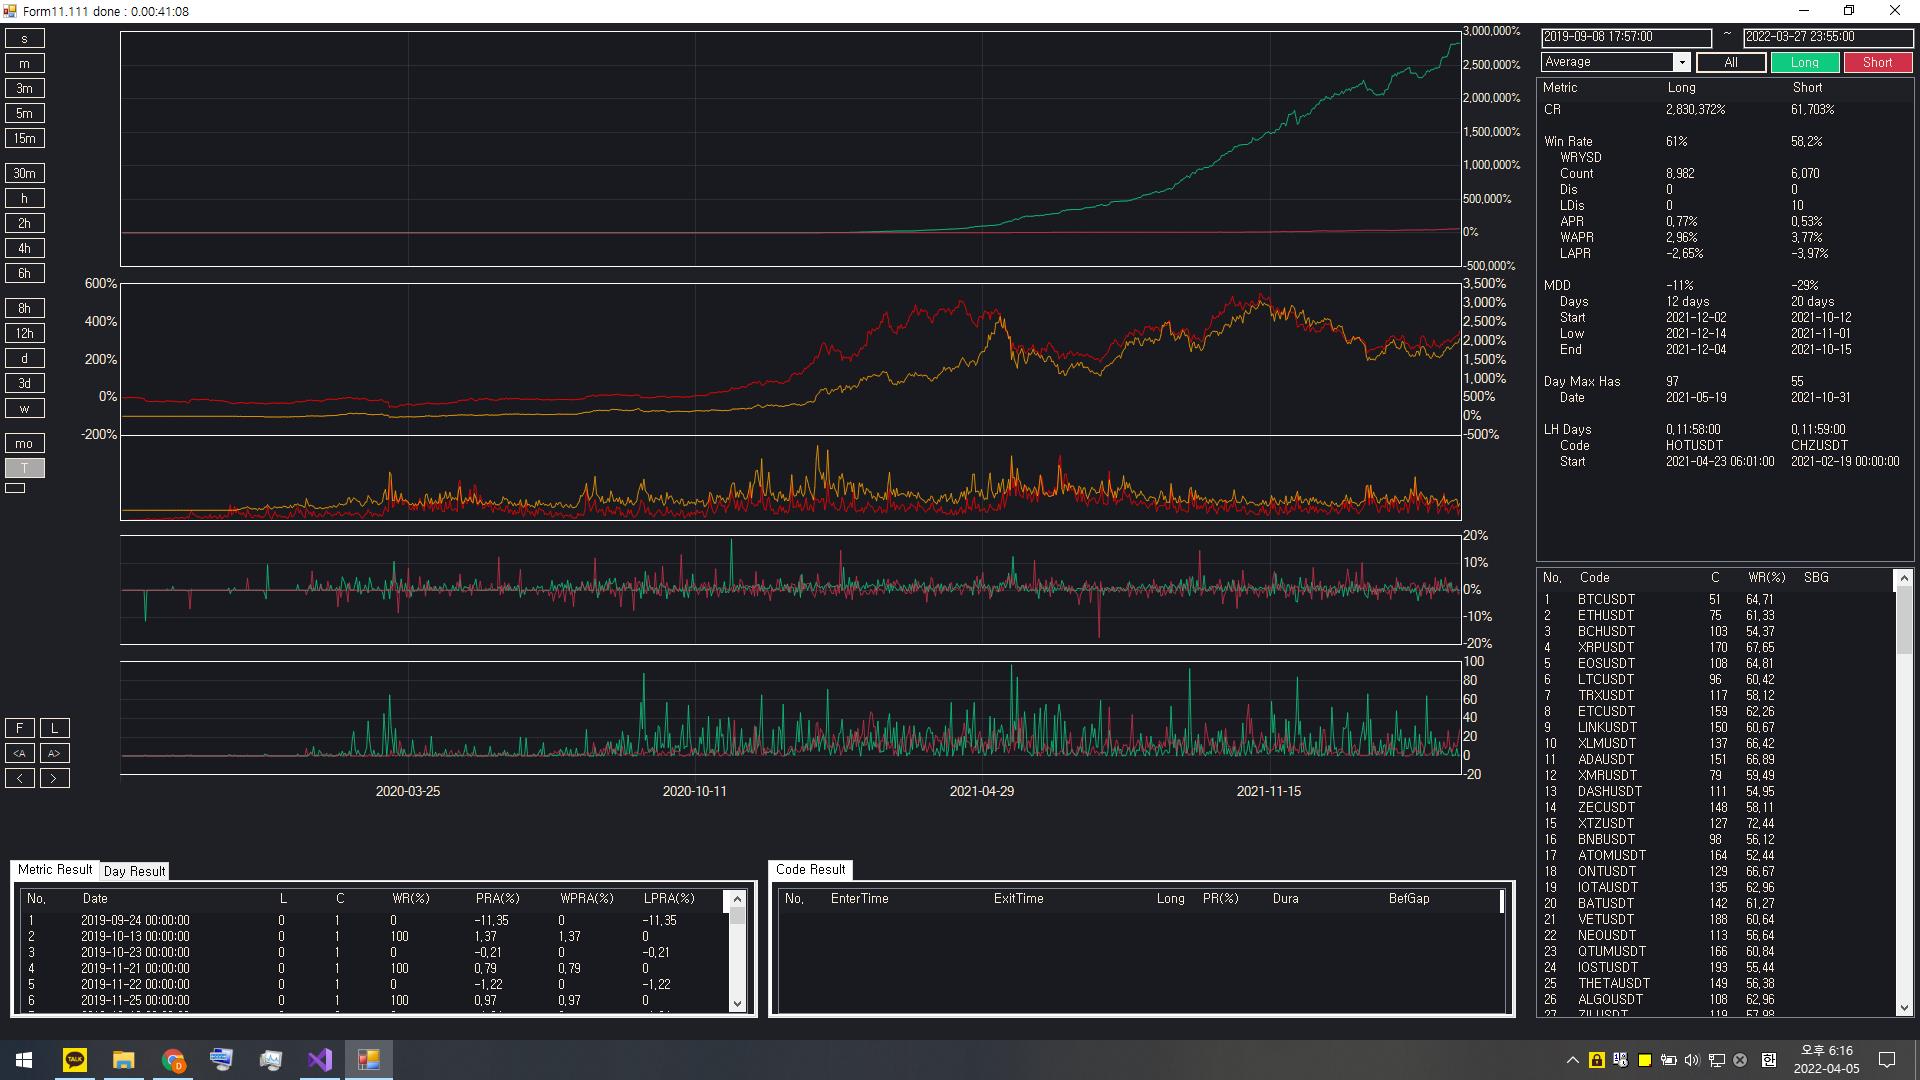 Form11.111 done : 0.00:41:08
s
m
3m
5m
15m
30m
h
2h
4h
6h
8h
12h
d
3d
w
mo
T
F L
<A A>
< >
3,000,000%
2,500,000%
2,000,000%
1,500,000%
1,000,000%
500,000%
0%
-500,000%
600%
400%
200%
0%
-200%
3,500%
3,000%
2,500%
2,000%
1,500%
1,000%
500%
0%
-500%
20%
10%
0%
-10%
-20%
100
80
60
40
20
0
-20
2020-03-25 2020-10-11 2021-04-29 2021-11-15
2019-09-08 17:57:00 ~ 2022-03-27 23:55:00
Average All Long Short
Metric Long Short
CR 2,830,372% 61,703%
Win Rate 61% 58,2%
WRYSD
Count 8,982 6,070
Dis 0 0
LDis 0 10
APR 0,77% 0,53%
WAPR 2,96% 3,77%
LAPR -2,65% -3,97%
MDD -11% -29%
Days 12 days 20 days
Start 2021-12-02 2021-10-12
Low 2021-12-14 2021-11-01
End 2021-12-04 2021-10-15
Day Max Has 97 55
Date 2021-05-19 2021-10-31
LH Days 0,11:58:00 0,11:59:00
Code HOTUSDT CHZUSDT
Start 2021-04-23 06:01:00 2021-02-19 00:00:00
No, Code C WR(%) SBG
1 BTCUSDT 51 64,71
2 ETHUSDT 75 61,33
3 BCHUSDT 103 54,37
4 XRPUSDT 170 67,65
5 EOSUSDT 108 64,81
6 LTCUSDT 96 60,42
7 TRXUSDT 117 58,12
8 ETCUSDT 159 62,26
9 LINKUSDT 150 60,67
10 XLMUSDT 137 66,42
11 ADAUSDT 151 66,89
12 XMRUSDT 79 59,49
13 DASHUSDT 111 54,95
14 ZECUSDT 148 58,11
15 XTZUSDT 127 72,44
16 BNBUSDT 98 56,12
17 ATOMUSDT 164 52,44
18 ONTUSDT 129 66,67
19 IOTAUSDT 135 62,96
20 BATUSDT 142 61,27
21 VETUSDT 188 60,64
22 NEOUSDT 113 56,64
23 QTUMUSDT 166 60,84
24 IOSTUSDT 193 55,44
25 THETAUSDT 149 56,38
26 ALGOUSDT 108 62,96
27 ZILUSDT 119 57,98
Metric Result Day Result
No, Date L C WR(%) PRA(%) WPRA(%) LPRA(%)
1 2019-09-24 00:00:00 0 1 0 -11,35 0 -11,35
2 2019-10-13 00:00:00 0 1 100 1,37 1,37 0
3 2019-10-23 00:00:00 0 1 0 -0,21 0 -0,21
4 2019-11-21 00:00:00 0 1 100 0,79 0,79 0
5 2019-11-22 00:00:00 0 1 0 -1,22 0 -1,22
6 2019-11-25 00:00:00 0 1 100 0,97 0,97 0
Code Result
No, EnterTime ExitTime Long PR(%) Dura BefGap
TALK
오후 6:16
2022-04-05